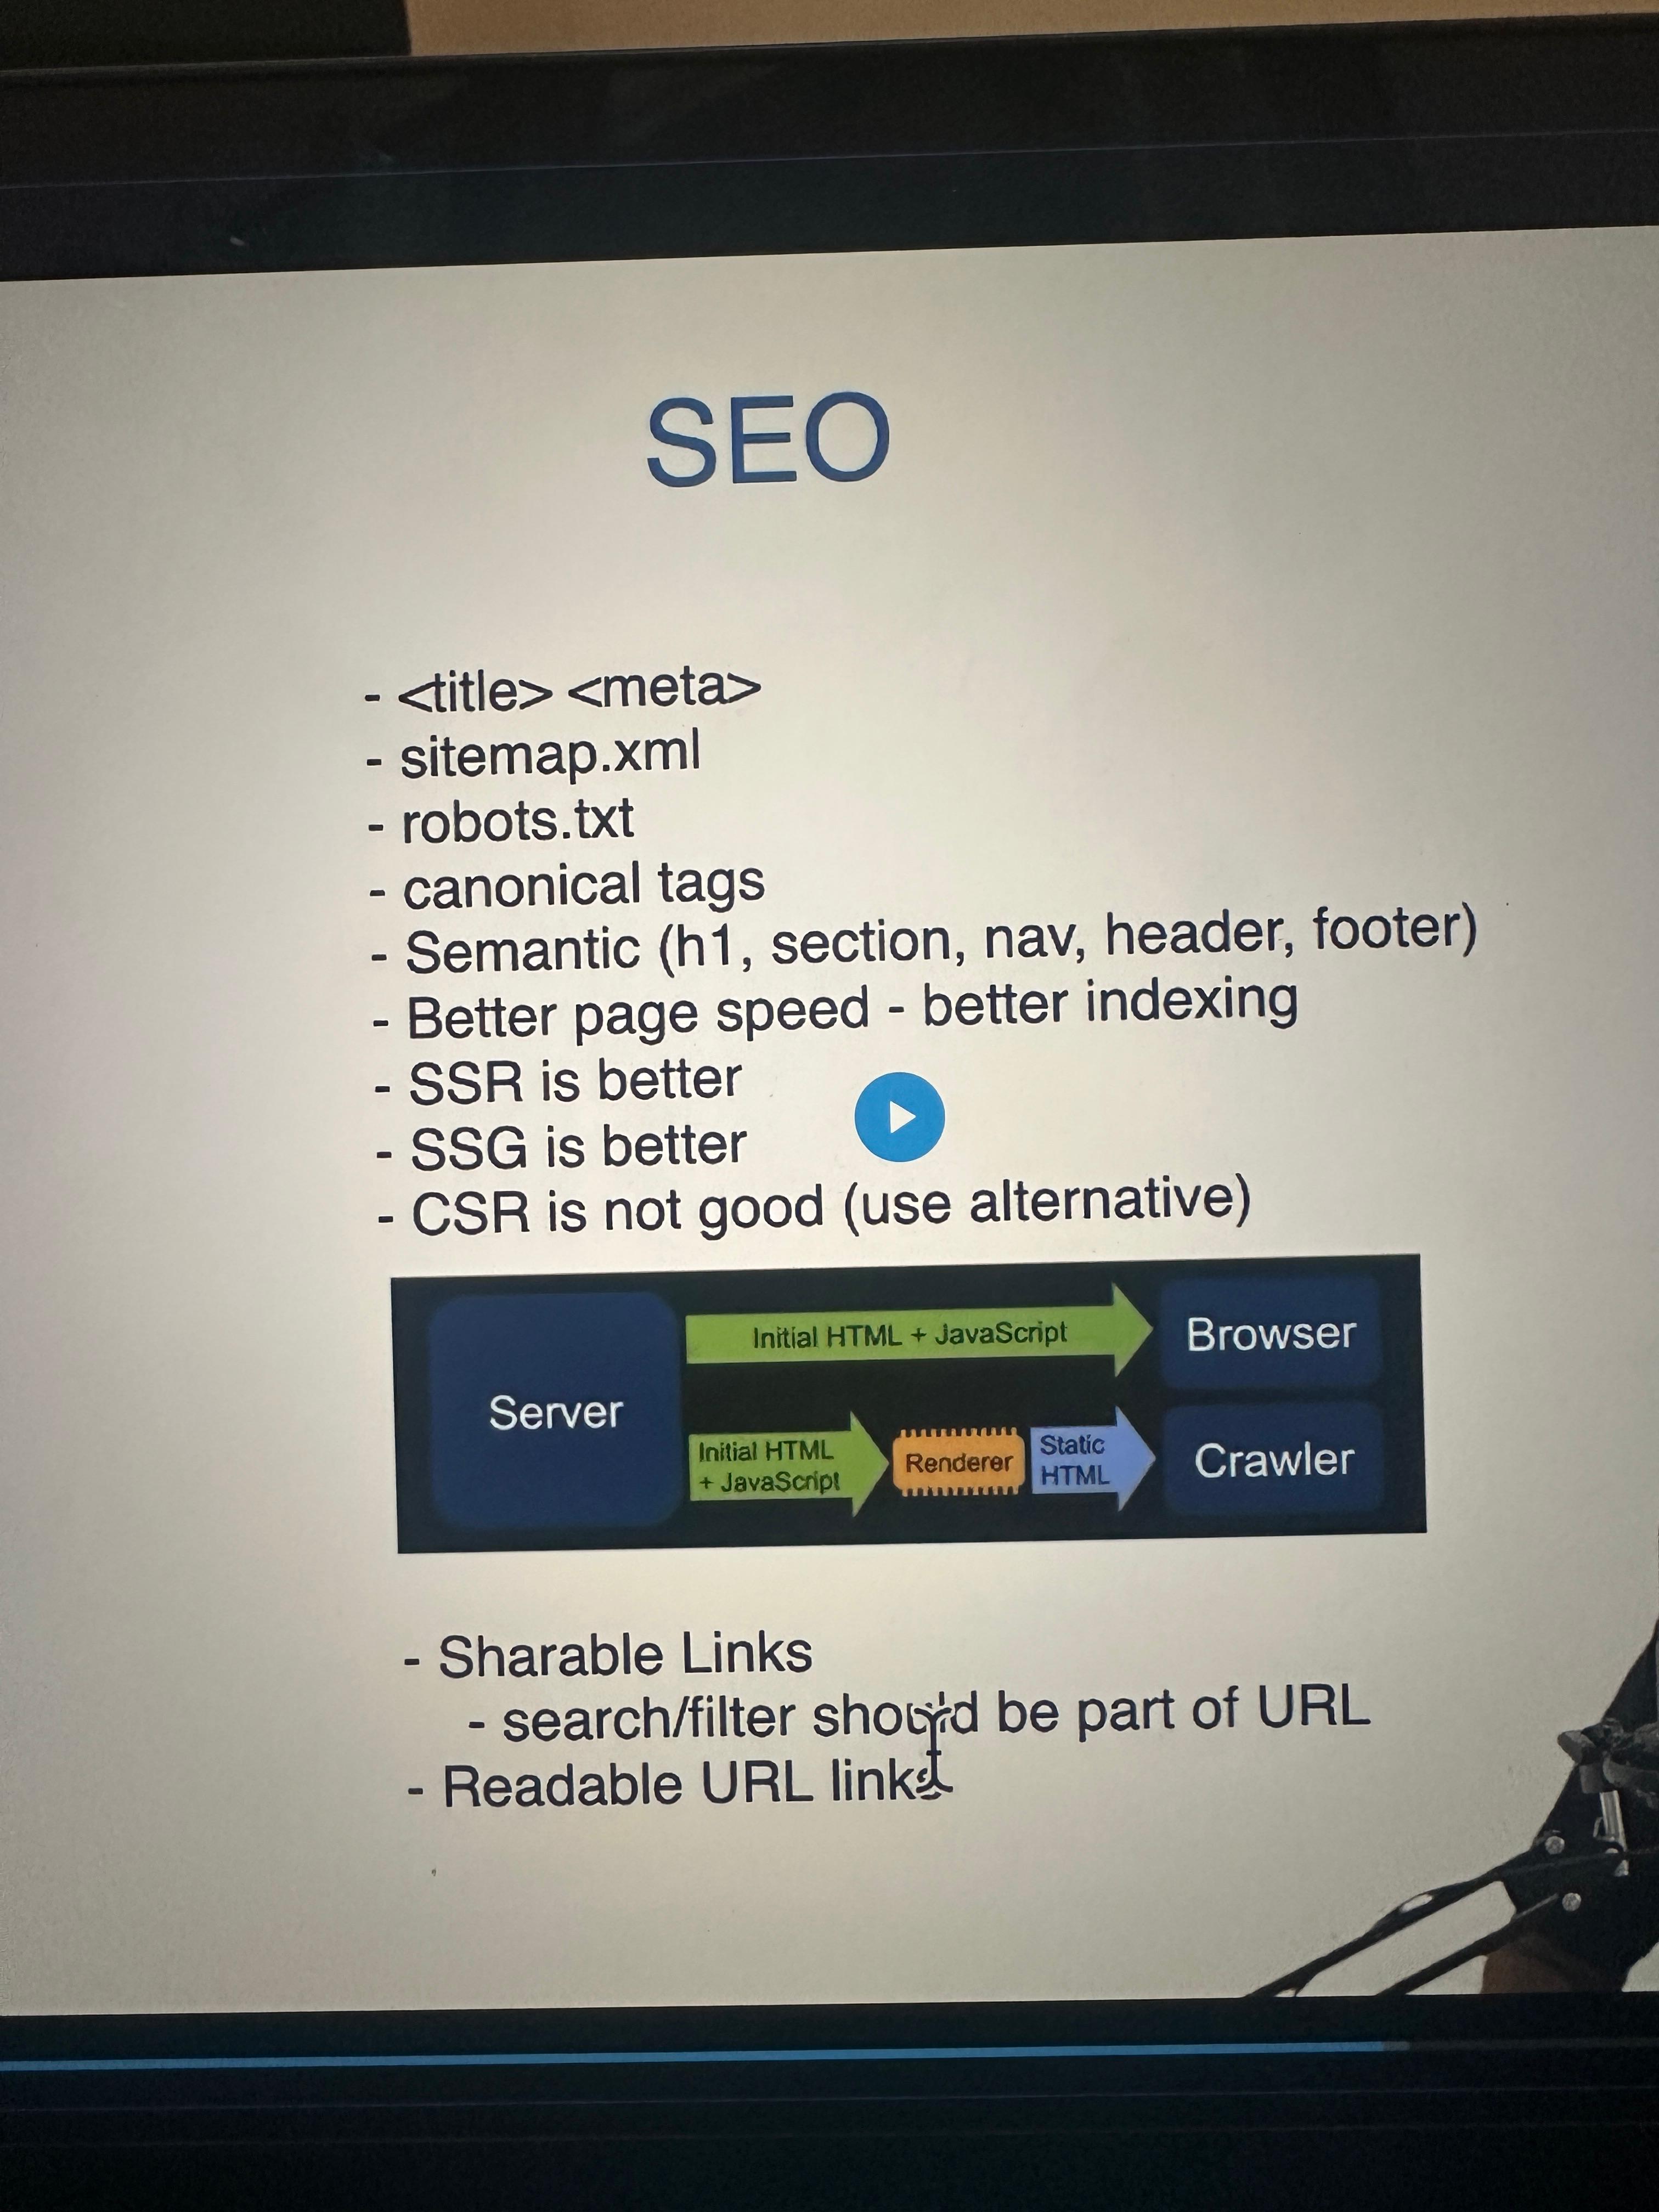 SEO
- <title> <meta>
- sitemap.xml
- robots.txt
- canonical tags
- Semantic (h1, section, nav, header, footer)
- Better page speed - better indexing
- SSR is better
- SSG is better
- CSR is not good (use alternative)
Server
Initial HTML + JavaScript
Browser
Initial HTML
+ JavaScript
Renderer
Static
HTML
Crawler
- Sharable Links
- search/filter should be part of URL
- Readable URL links